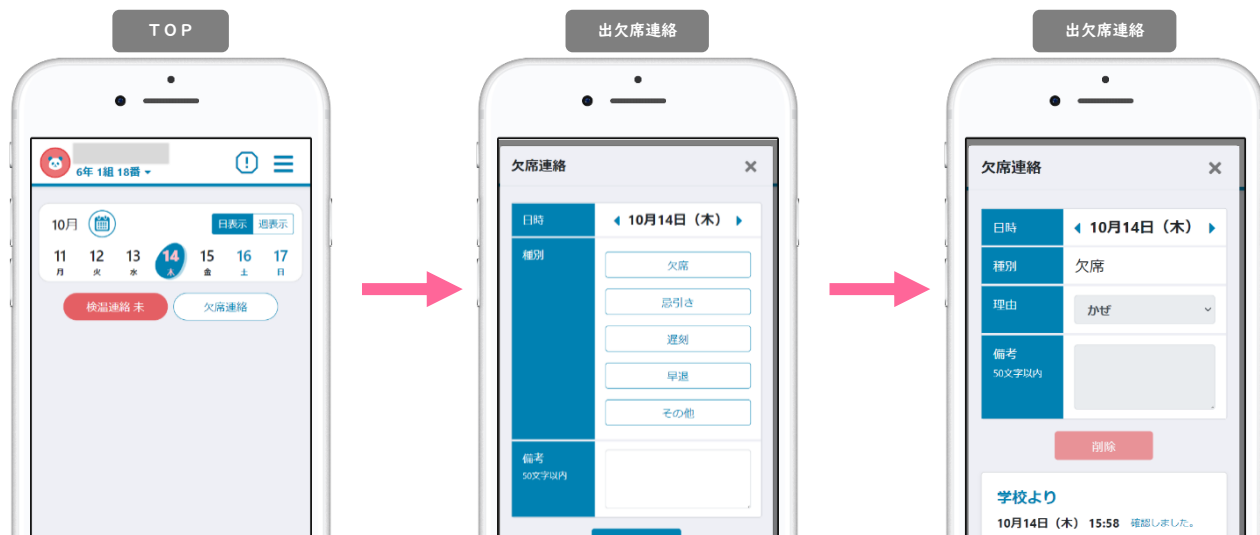 TOP
6年 1組 18番
10月
日表示 週表示
11 12 13 14 15 16 17
月 火 水 木 金 土 日
検温連絡 未 欠席連絡
出欠席連絡
欠席連絡 ×
日時 10月14日（木）
種別
欠席
忌引き
遅刻
早退
その他
備考
50文字以内
出欠席連絡
欠席連絡 ×
日時 10月14日（木）
種別 欠席
理由 かぜ
備考
50文字以内
削除
学校より
10月14日（木） 15:58 確認しました。